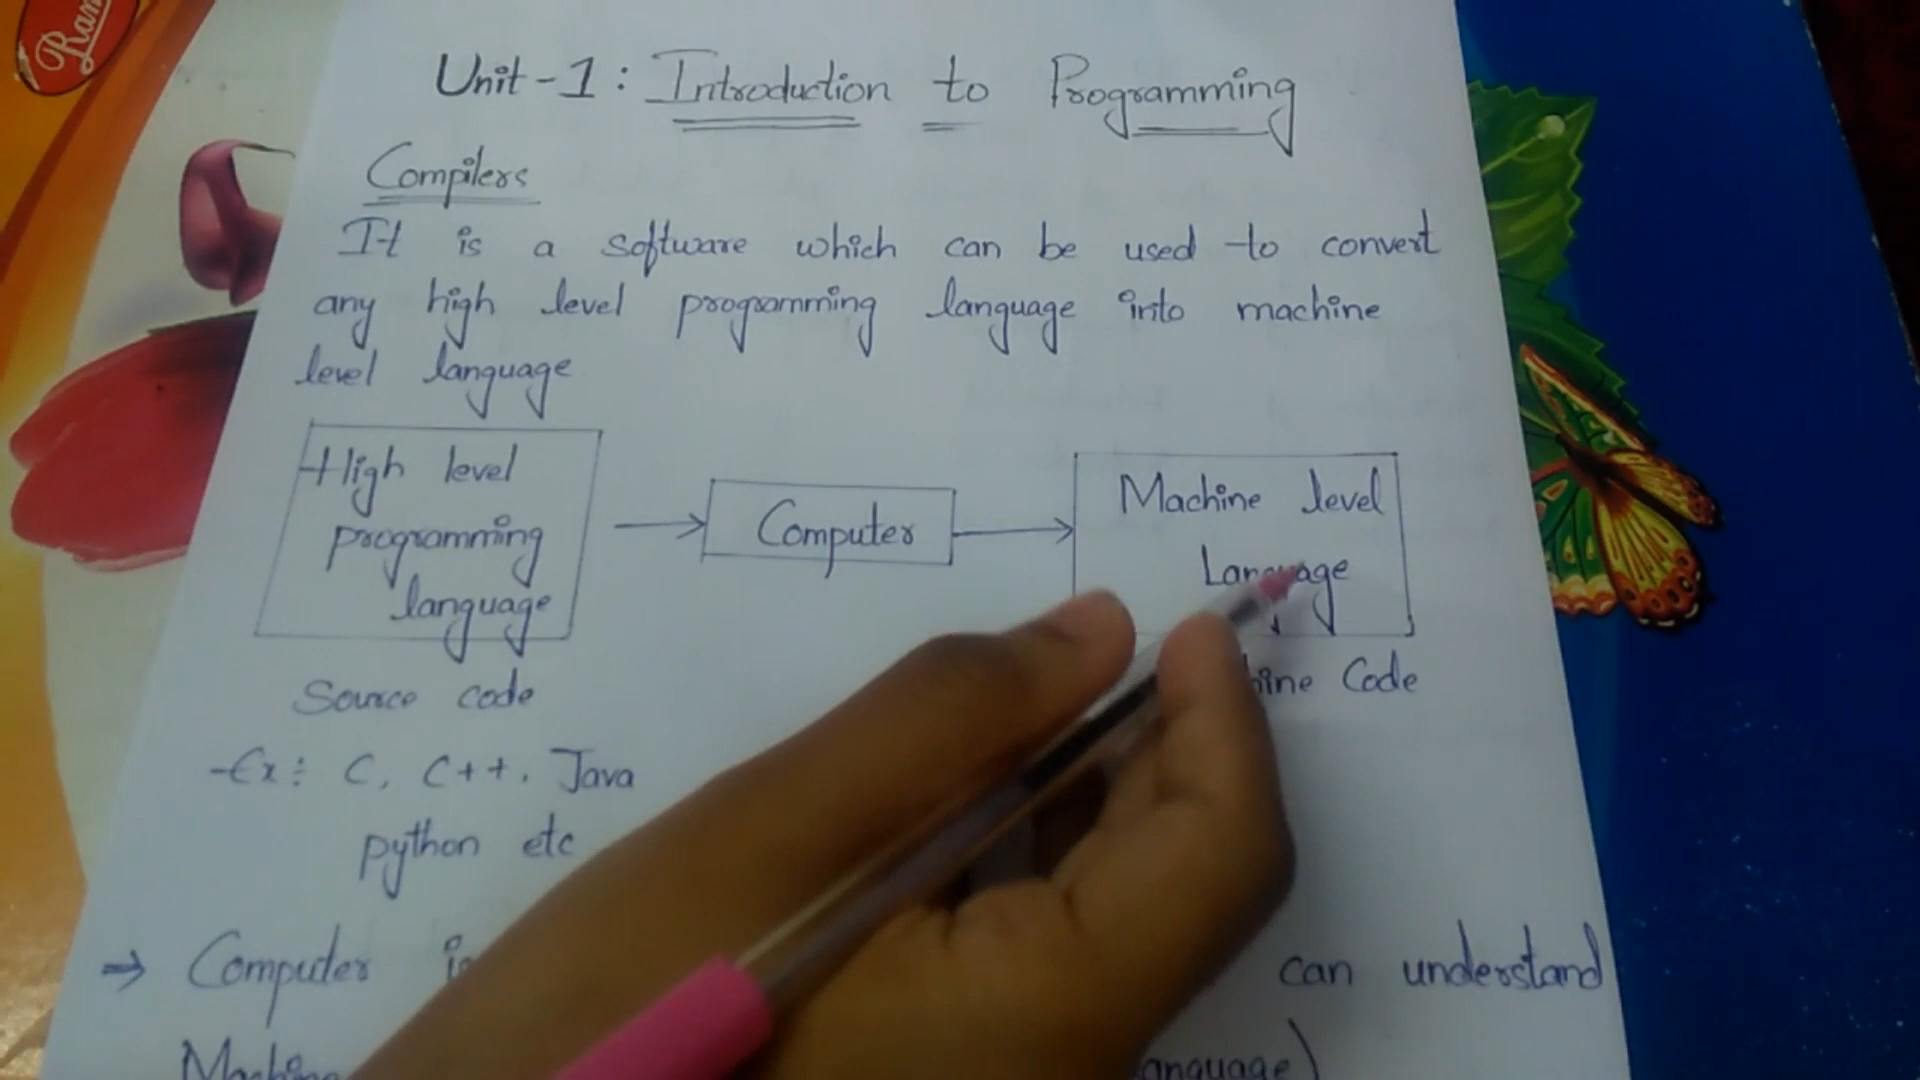 Unit-1: Introduction to Programming
Compilers
It is a software which can be used to convert
any high level programming language into machine
level language
High level
programming
language
Computer
Machine level
Language
Source code
Code
Ex: C, C++, Java
python etc
⇒ Computer can understand